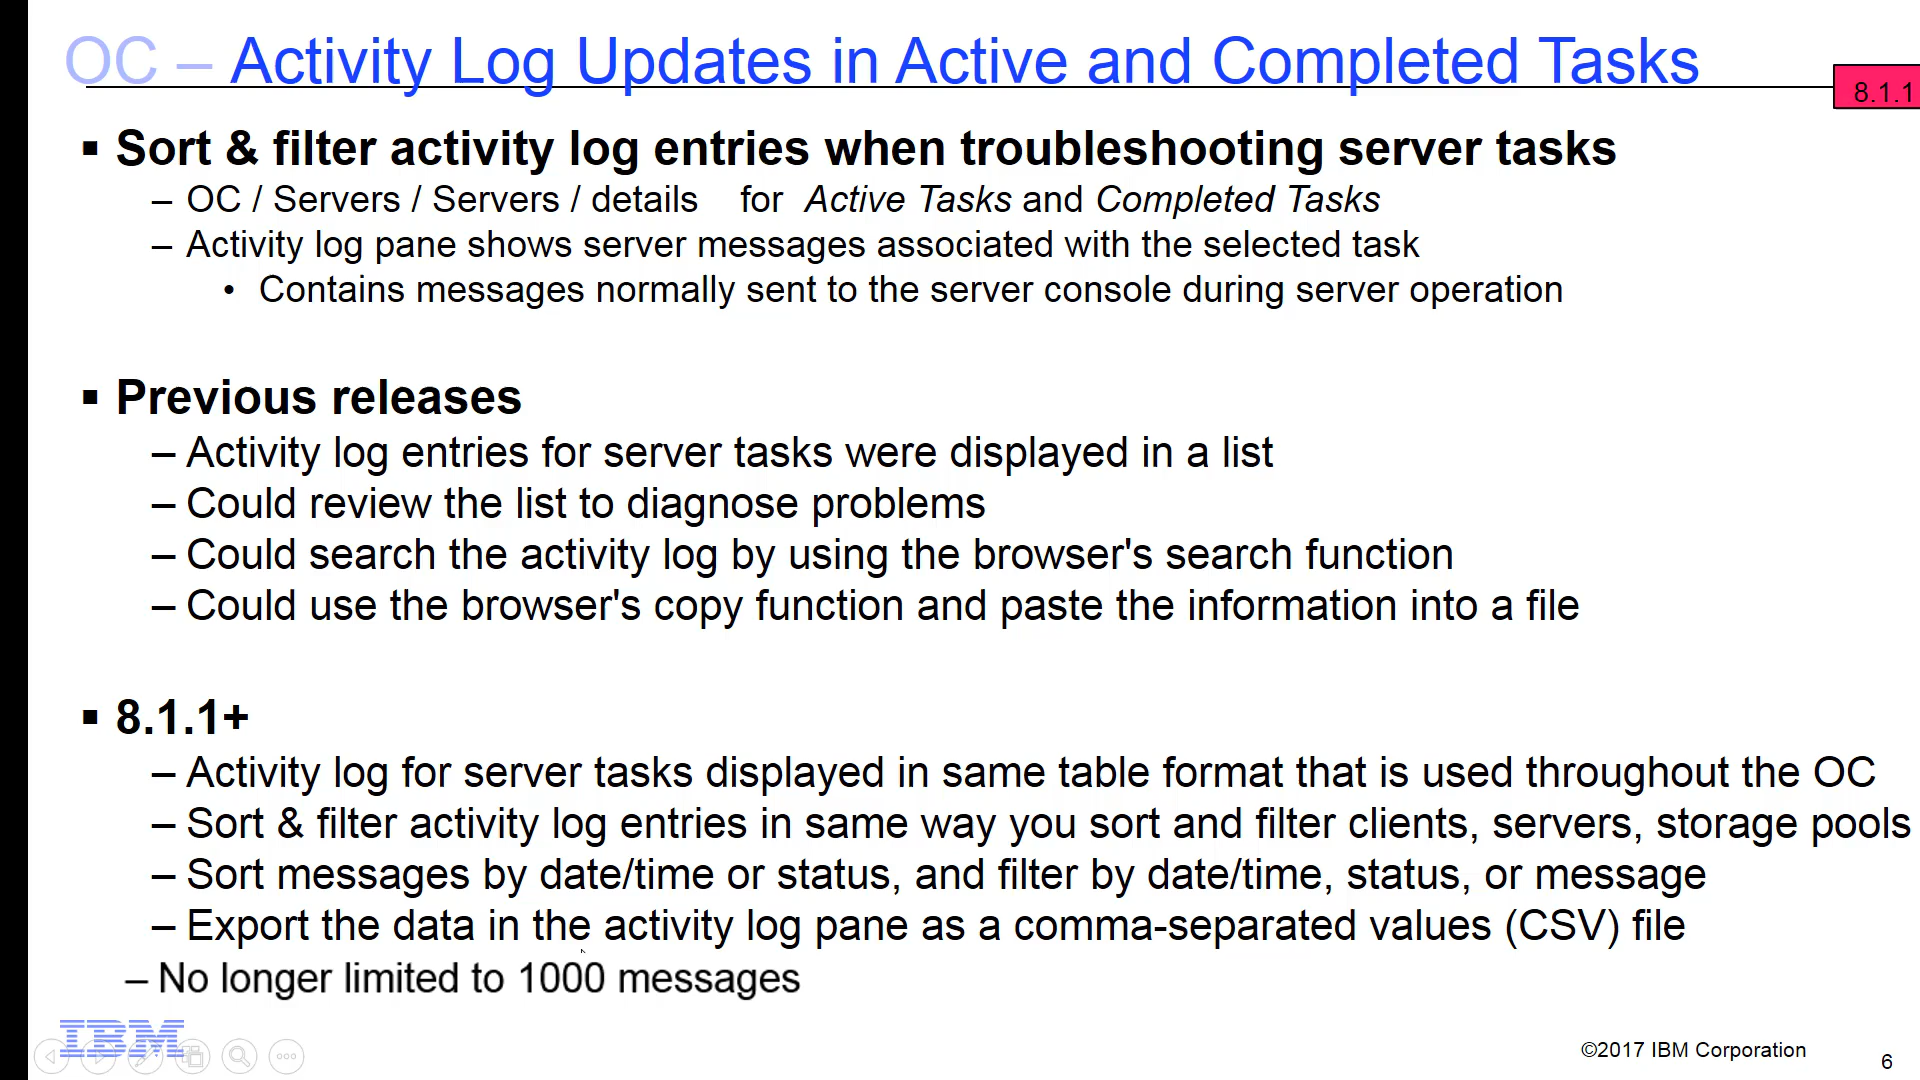 OC – Activity Log Updates in Active and Completed Tasks
8.1.1
▪ Sort & filter activity log entries when troubleshooting server tasks
– OC / Servers / Servers / details for Active Tasks and Completed Tasks
– Activity log pane shows server messages associated with the selected task
• Contains messages normally sent to the server console during server operation
▪ Previous releases
– Activity log entries for server tasks were displayed in a list
– Could review the list to diagnose problems
– Could search the activity log by using the browser's search function
– Could use the browser's copy function and paste the information into a file
▪ 8.1.1+
– Activity log for server tasks displayed in same table format that is used throughout the OC
– Sort & filter activity log entries in same way you sort and filter clients, servers, storage pools
– Sort messages by date/time or status, and filter by date/time, status, or message
– Export the data in the activity log pane as a comma-separated values (CSV) file
– No longer limited to 1000 messages
IBM
©2017 IBM Corporation
6